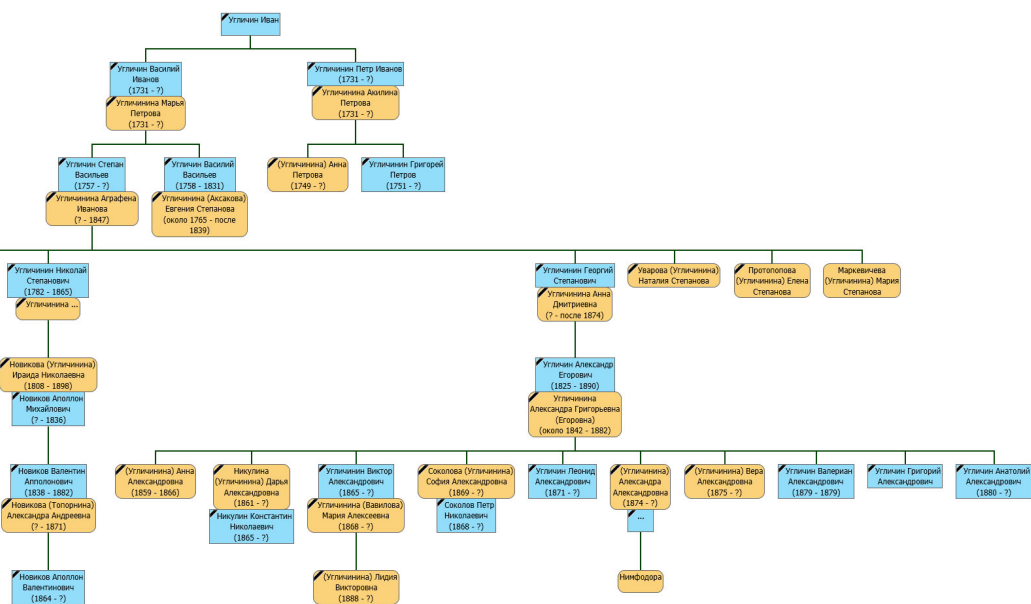 Угличин Иван
Угличин Василий
Иванов
(1731 - ?)
Угличинина Марья
Петрова
(1731 - ?)
Угличинин Петр Иванов
(1731 - ?)
Угличинина Акилина
Петрова
(1731 - ?)
Угличин Степан
Васильев
(1757 - ?)
Угличинина Аграфена
Иванова
(? - 1847)
Угличин Василий
Васильев
(1758 - 1831)
Угличинина (Аксакова)
Евгения Степанова
(около 1765 - после
1839)
(Угличинина) Анна
Петрова
(1749 - ?)
Угличинин Григорей
Петров
(1751 - ?)
Угличинин Николай
Степанович
(1782 - 1865)
Угличинина ...
Угличинин Георгий
Степанович
Угличинина Анна
Дмитриевна
(? - после 1874)
Уварова (Угличинина)
Наталия Степанова
Протопопова
(Угличинина) Елена
Степанова
Маркевичева
(Угличинина) Мария
Степанова
Новикова (Угличинина)
Ираида Николаевна
(1808 - 1898)
Новиков Аполлон
Михайлович
(? - 1836)
Угличин Александр
Егорович
(1825 - 1890)
Угличинина
Александра Григорьевна
(Егоровна)
(около 1842 - 1882)
Новиков Валентин
Апполонович
(1838 - 1882)
Новикова (Топорнина)
Александра Андреевна
(? - 1871)
(Угличинина) Анна
Александровна
(1859 - 1866)
Никулина
(Угличинина) Дарья
Александровна
(1861 - ?)
Никулин Константин
Николаевич
(1865 - ?)
Угличинин Виктор
Александрович
(1865 - ?)
Угличинина (Вавилова)
Мария Алексеевна
(1868 - ?)
Соколова (Угличинина)
София Александровна
(1869 - ?)
Соколов Петр
Николаевич
(1868 - ?)
Угличин Леонид
Александрович
(1871 - ?)
(Угличинина)
Александра
Александровна
(1874 - ?)
...
(Угличинина) Вера
Александровна
(1875 - ?)
Угличин Валериан
Александрович
(1879 - 1879)
Угличин Григорий
Александрович
Угличин Анатолий
Александрович
(1880 - ?)
Новиков Аполлон
Валентинович
(1864 - ?)
(Угличинина) Лидия
Викторовна
(1888 - ?)
Нимфодора